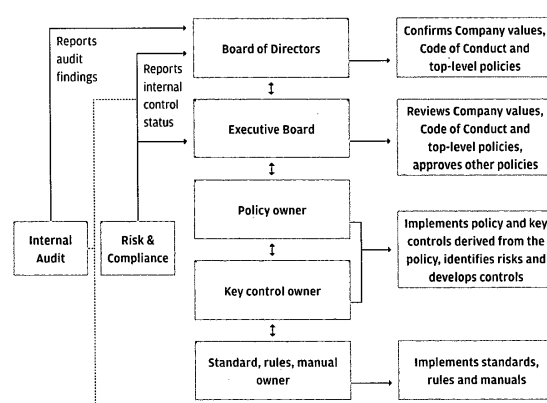 Reports
audit
findings
Reports
internal
control
status
Board of Directors
Confirms Company values,
Code of Conduct and
top-level policies
Executive Board
Reviews Company values,
Code of Conduct and
top-level policies,
approves other policies
Policy owner
Internal
Audit
Risk &
Compliance
Implements policy and key
controls derived from the
policy, identifies risks and
develops controls
Key control owner
Standard, rules, manual
owner
Implements standards,
rules and manuals